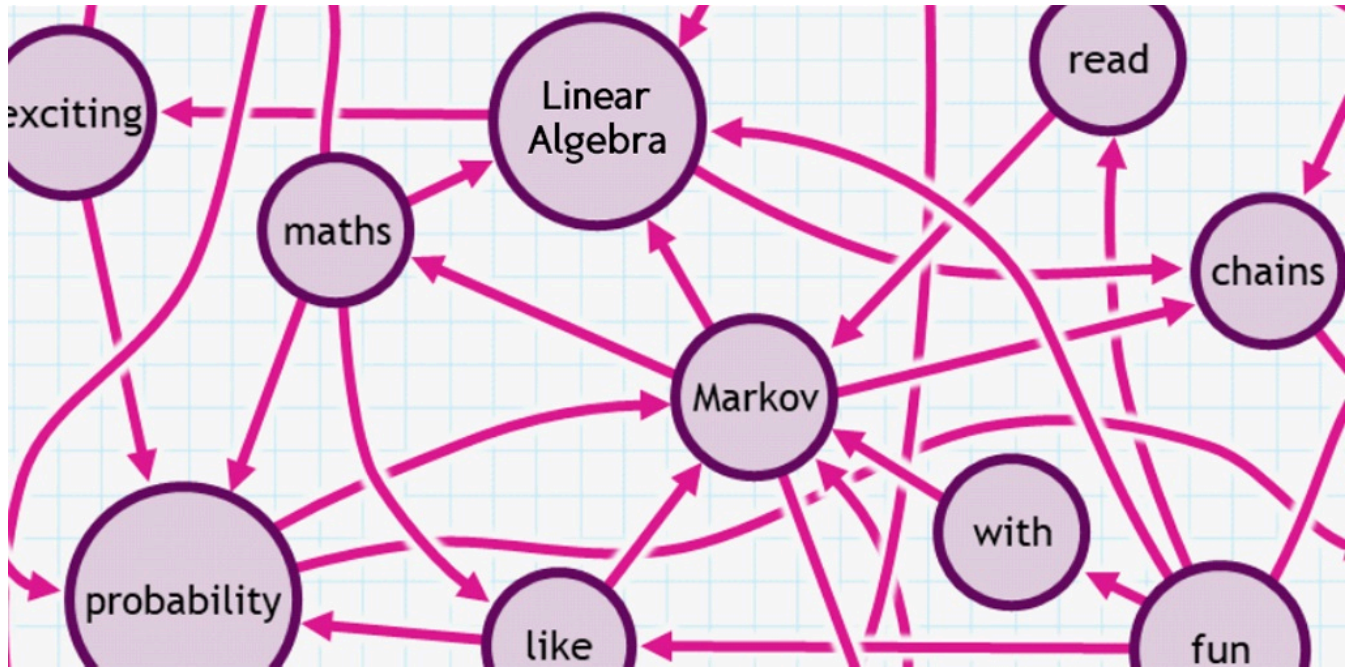 exciting
Linear
Algebra
read
maths
chains
Markov
with
probability
like
fun